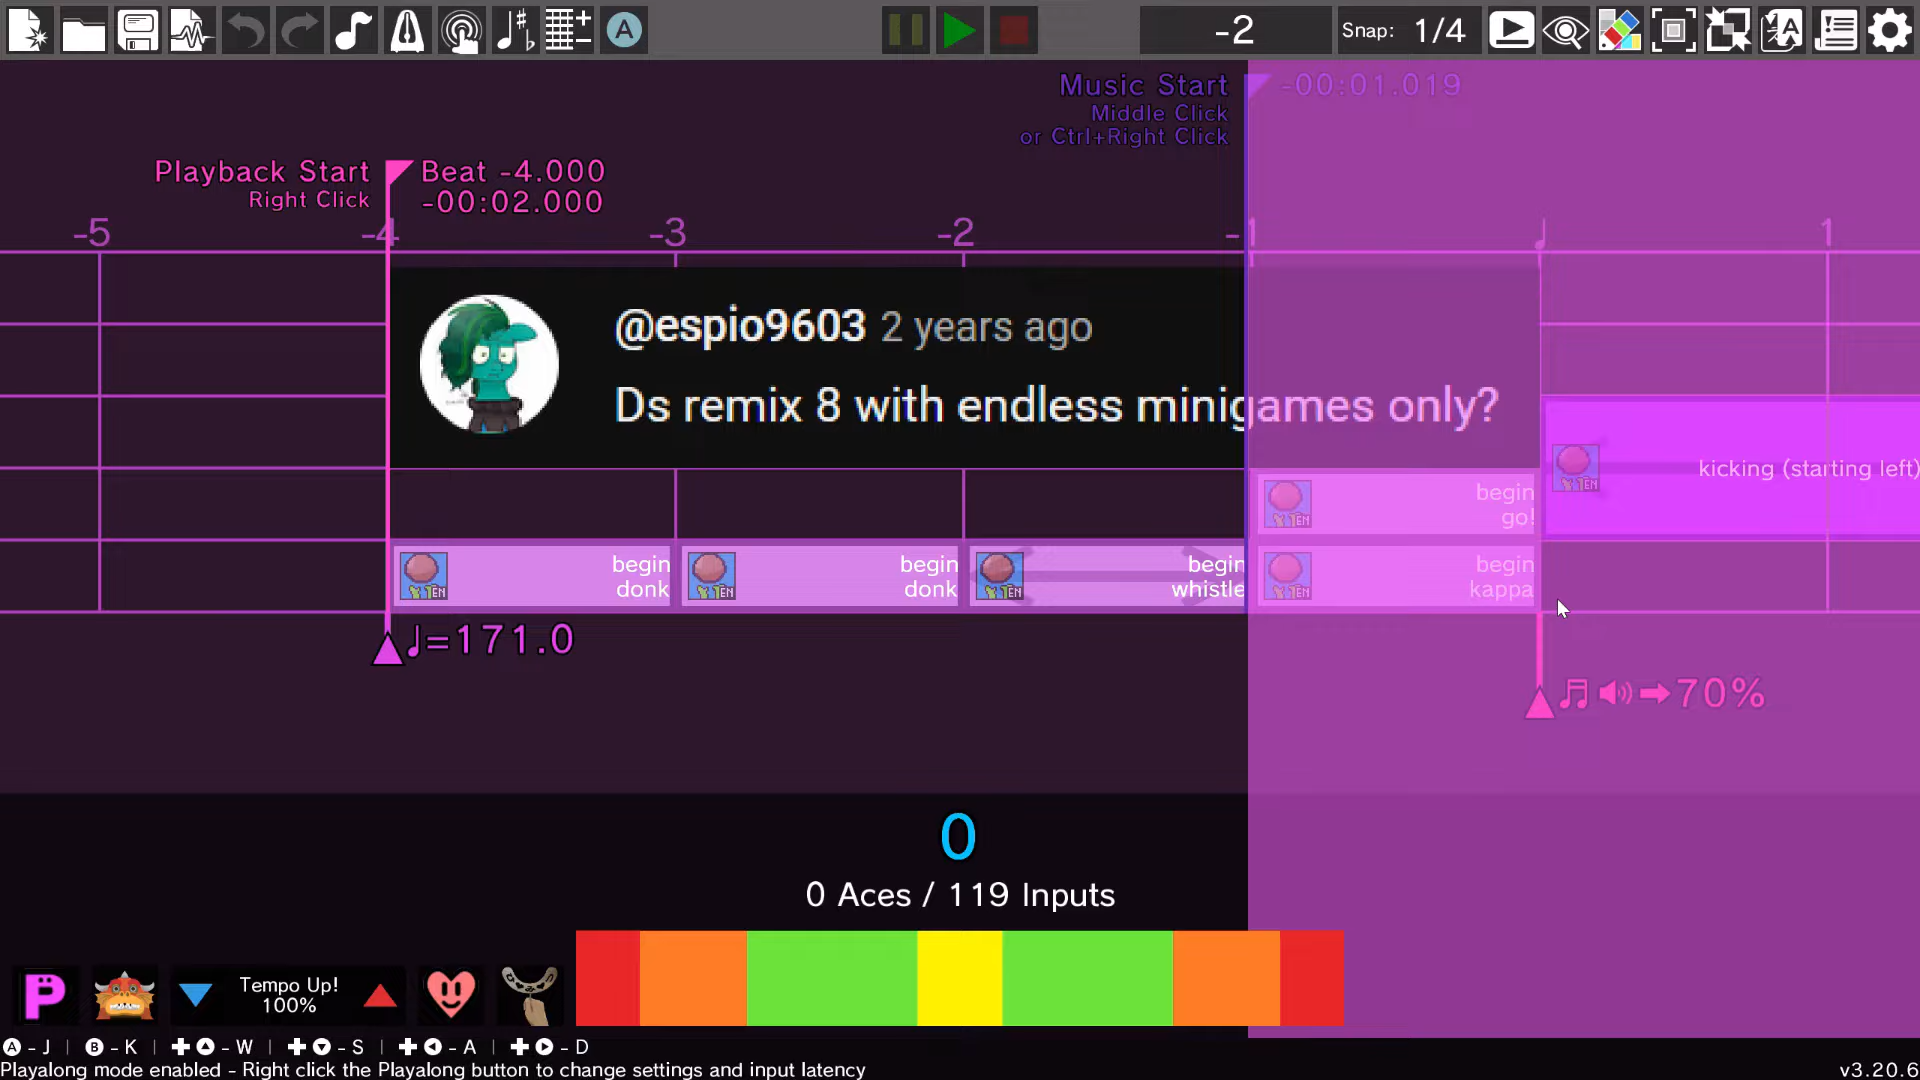 A
-2
Snap: 1/4
Music Start
-00:01.019
Middle Click
or Ctrl+Right Click
Playback Start
Beat -4.000
Right Click
-00:02.000
-5
-4
-3
-2
-1
1
@espio9603 2 years ago
Ds remix 8 with endless minigames only?
kicking (starting left)
begin
go!
begin
donk
begin
donk
begin
whistle
begin
kappa
♩=171.0
70%
0
0 Aces / 119 Inputs
P
Tempo Up!
100%
A - J | B - K | - W | - S | - A | - D
Playalong mode enabled - Right click the Playalong button to change settings and input latency
v3.20.6